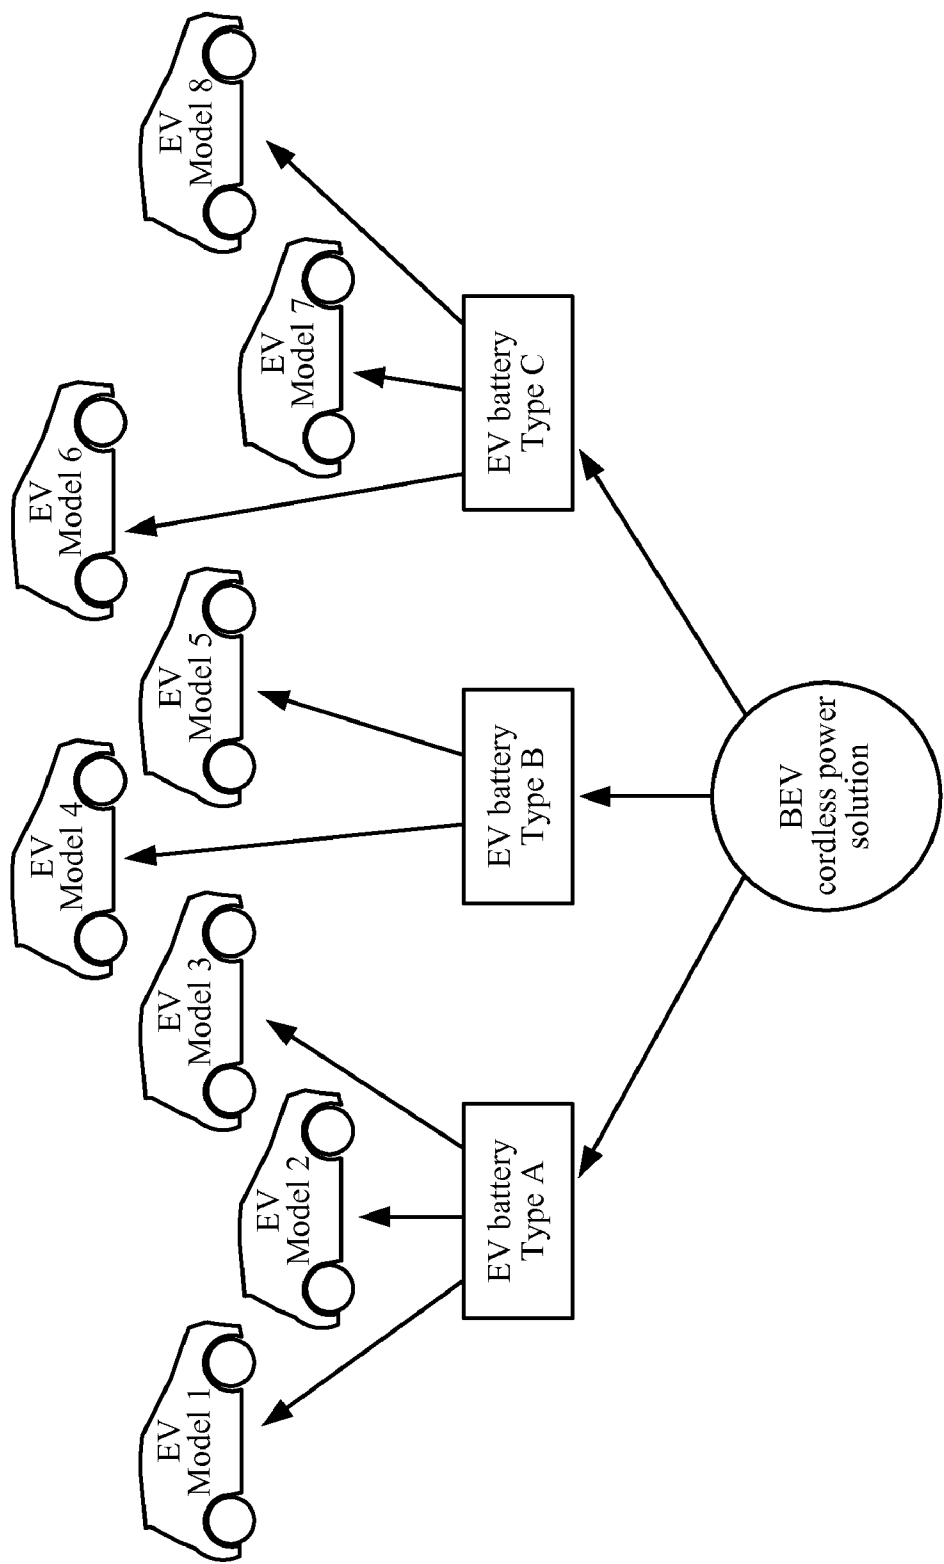 EV
Model 1
EV
Model 2
EV
Model 3
EV
Model 4
EV
Model 5
EV
Model 6
EV
Model 7
EV
Model 8
EV battery
Type A
EV battery
Type B
EV battery
Type C
BEV
cordless power
solution